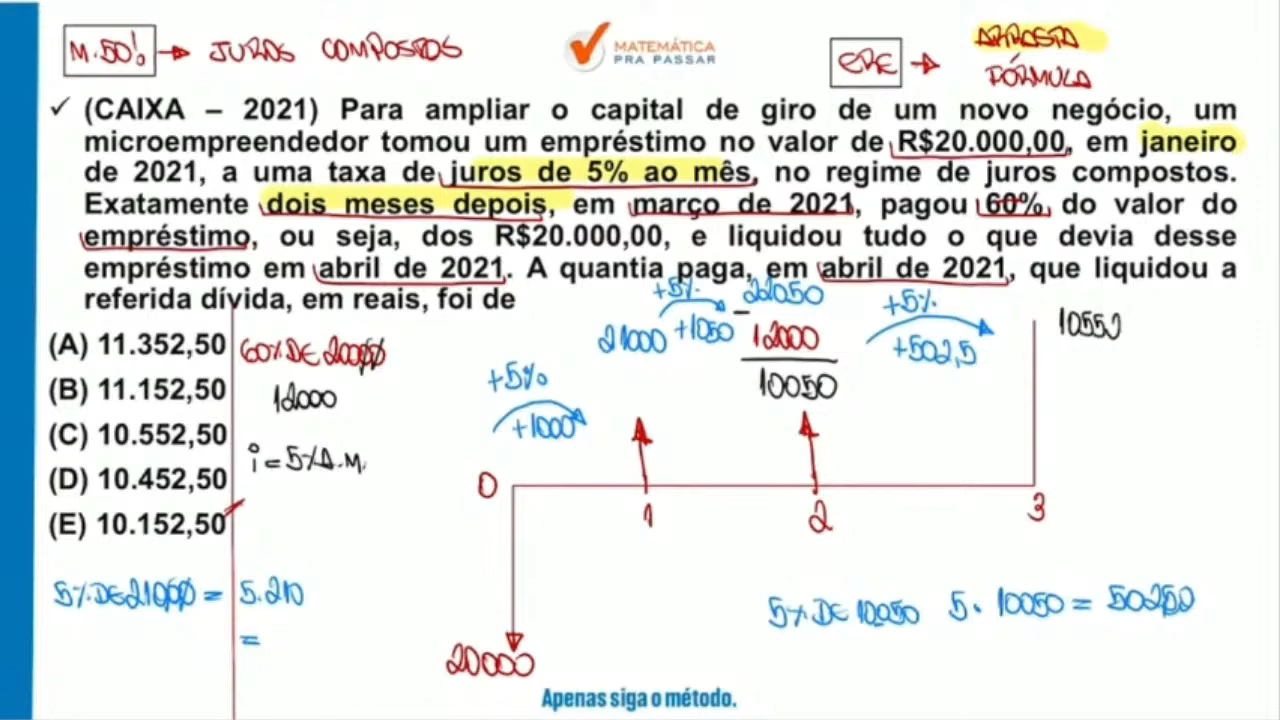 M.50% → JUROS COMPOSTOS
MATEMÁTICA
PRA PASSAR
CPE → APROSTA
FÓRMULA
✓ (CAIXA – 2021) Para ampliar o capital de giro de um novo negócio, um
microempreendedor tomou um empréstimo no valor de R$20.000,00, em janeiro
de 2021, a uma taxa de juros de 5% ao mês, no regime de juros compostos.
Exatamente dois meses depois, em março de 2021, pagou 60% do valor do
empréstimo, ou seja, dos R$20.000,00, e liquidou tudo o que devia desse
empréstimo em abril de 2021. A quantia paga, em abril de 2021, que liquidou a
referida dívida, em reais, foi de
(A) 11.352,50
(B) 11.152,50
(C) 10.552,50
(D) 10.452,50
(E) 10.152,50
60% DE 20000
12000
i = 5% A.M.
+5%
+1000
21000
+5%
+1050
22050
- 12000
10050
+5%
+502,5
10552
0
1
2
3
20000
5% DE 21000 = 5.210
=
5% DE 10050 5. 10050 = 50250
Apenas siga o método.